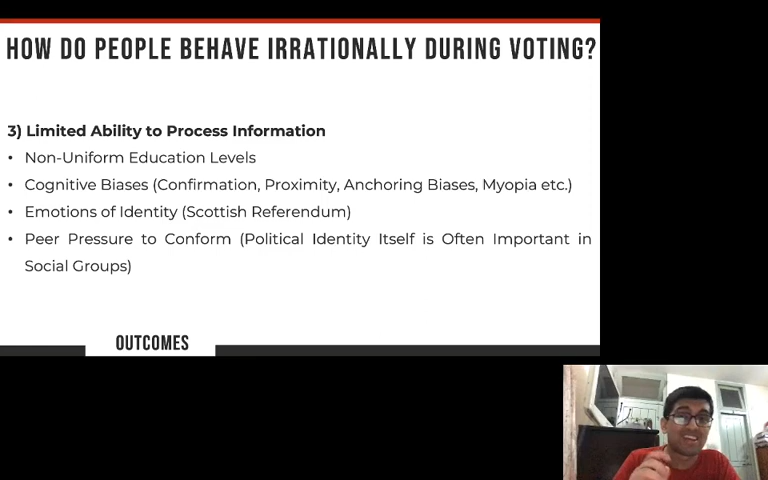 HOW DO PEOPLE BEHAVE IRRATIONALLY DURING VOTING?
3) Limited Ability to Process Information
• Non-Uniform Education Levels
• Cognitive Biases (Confirmation, Proximity, Anchoring Biases, Myopia etc.)
• Emotions of Identity (Scottish Referendum)
• Peer Pressure to Conform (Political Identity Itself is Often Important in
Social Groups)
OUTCOMES